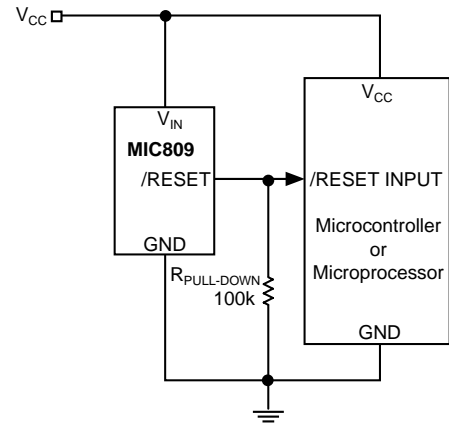 VCC
VIN
MIC809
/RESET
GND
RPULL-DOWN
100k
VCC
/RESET INPUT
Microcontroller
or
Microprocessor
GND